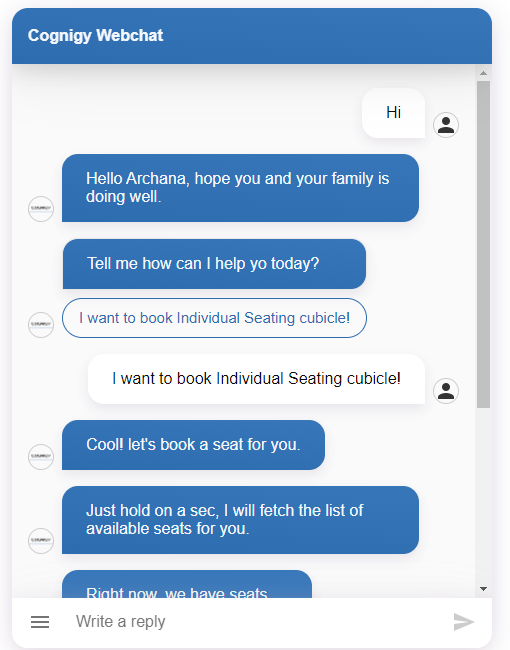 Cognigy Webchat
Hi
Hello Archana, hope you and your family is
doing well.
Tell me how can I help yo today?
I want to book Individual Seating cubicle!
I want to book Individual Seating cubicle!
Cool! let's book a seat for you.
Just hold on a sec, I will fetch the list of
available seats for you.
Right now, we have seats
Write a reply